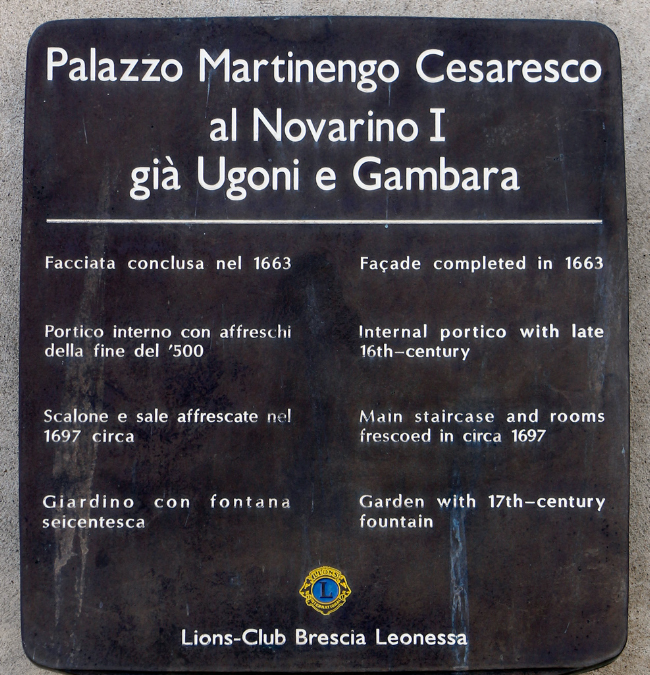 Palazzo Martinengo Cesaresco
al Novarino I
già Ugoni e Gambara
Facciata conclusa nel 1663
Portico interno con affreschi
della fine del '500
Scalone e sale affrescate nel
1697 circa
Giardino con fontana
seicentesca
Façade completed in 1663
Internal portico with late
16th-century
Main staircase and rooms
frescoed in circa 1697
Garden with 17th-century
fountain
L
Lions-Club Brescia Leonessa